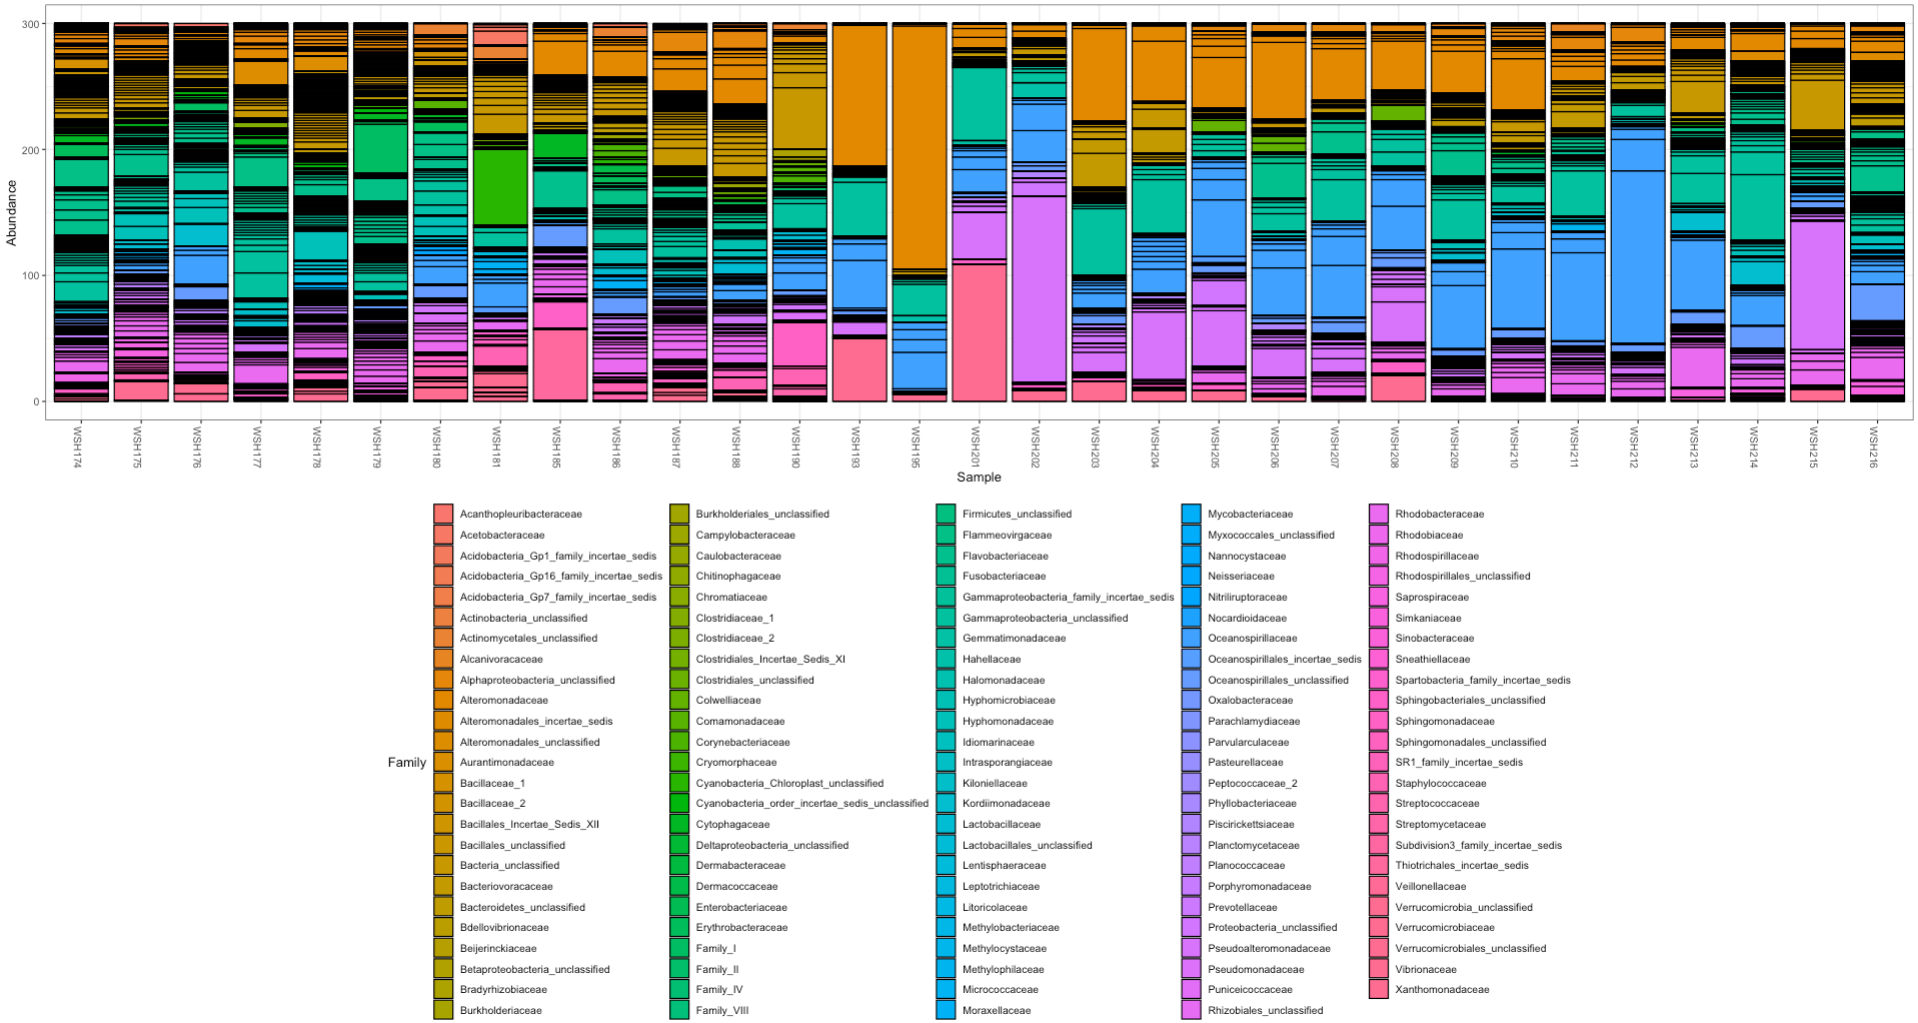 300
200
100
0
Abundance
WSH174
WSH175
WSH176
WSH177
WSH178
WSH179
WSH180
WSH181
WSH185
WSH186
WSH187
WSH188
WSH190
WSH193
WSH195
WSH201
WSH202
WSH203
WSH204
WSH205
WSH206
WSH207
WSH208
WSH209
WSH210
WSH211
WSH212
WSH213
WSH214
WSH215
WSH216
Sample
Family
Acanthopleuribacteraceae
Acetobacteraceae
Acidobacteria_Gp1_family_incertae_sedis
Acidobacteria_Gp16_family_incertae_sedis
Acidobacteria_Gp7_family_incertae_sedis
Actinobacteria_unclassified
Actinomycetales_unclassified
Alcanivoracaceae
Alphaproteobacteria_unclassified
Alteromonadaceae
Alteromonadales_incertae_sedis
Alteromonadales_unclassified
Aurantimonadaceae
Bacillaceae_1
Bacillaceae_2
Bacillales_Incertae_Sedis_XII
Bacillales_unclassified
Bacteria_unclassified
Bacteriovoracaceae
Bacteroidetes_unclassified
Bdellovibrionaceae
Beijerinckiaceae
Betaproteobacteria_unclassified
Bradyrhizobiaceae
Burkholderiaceae
Burkholderiales_unclassified
Campylobacteraceae
Caulobacteraceae
Chitinophagaceae
Chromatiaceae
Clostridiaceae_1
Clostridiaceae_2
Clostridiales_Incertae_Sedis_XI
Clostridiales_unclassified
Colwelliaceae
Comamonadaceae
Corynebacteriaceae
Cryomorphaceae
Cyanobacteria_Chloroplast_unclassified
Cyanobacteria_order_incertae_sedis_unclassified
Cytophagaceae
Deltaproteobacteria_unclassified
Dermabacteraceae
Dermacoccaceae
Enterobacteriaceae
Erythrobacteraceae
Family_I
Family_II
Family_IV
Family_VIII
Firmicutes_unclassified
Flammeovirgaceae
Flavobacteriaceae
Fusobacteriaceae
Gammaproteobacteria_family_incertae_sedis
Gammaproteobacteria_unclassified
Gemmatimonadaceae
Hahellaceae
Halomonadaceae
Hyphomicrobiaceae
Hyphomonadaceae
Idiomarinaceae
Intrasporangiaceae
Kiloniellaceae
Kordiimonadaceae
Lactobacillaceae
Lactobacillales_unclassified
Lentisphaeraceae
Leptotrichiaceae
Litoricolaceae
Methylobacteriaceae
Methylocystaceae
Methylophilaceae
Micrococcaceae
Moraxellaceae
Mycobacteriaceae
Myxococcales_unclassified
Nannocystaceae
Neisseriaceae
Nitriliruptoraceae
Nocardioidaceae
Oceanospirillaceae
Oceanospirillales_incertae_sedis
Oceanospirillales_unclassified
Oxalobacteraceae
Parachlamydiaceae
Parvularculaceae
Pasteurellaceae
Peptococcaceae_2
Phyllobacteriaceae
Piscirickettsiaceae
Planctomycetaceae
Planococcaceae
Porphyromonadaceae
Prevotellaceae
Proteobacteria_unclassified
Pseudoalteromonadaceae
Pseudomonadaceae
Puniceicoccaceae
Rhizobiales_unclassified
Rhodobacteraceae
Rhodobiaceae
Rhodospirillaceae
Rhodospirillales_unclassified
Saprospiraceae
Simkaniaceae
Sinobacteraceae
Sneathiellaceae
Spartobacteria_family_incertae_sedis
Sphingobacteriales_unclassified
Sphingomonadaceae
Sphingomonadales_unclassified
SR1_family_incertae_sedis
Staphylococcaceae
Streptococcaceae
Streptomycetaceae
Subdivision3_family_incertae_sedis
Thiotrichales_incertae_sedis
Veillonellaceae
Verrucomicrobia_unclassified
Verrucomicrobiaceae
Verrucomicrobiales_unclassified
Vibrionaceae
Xanthomonadaceae